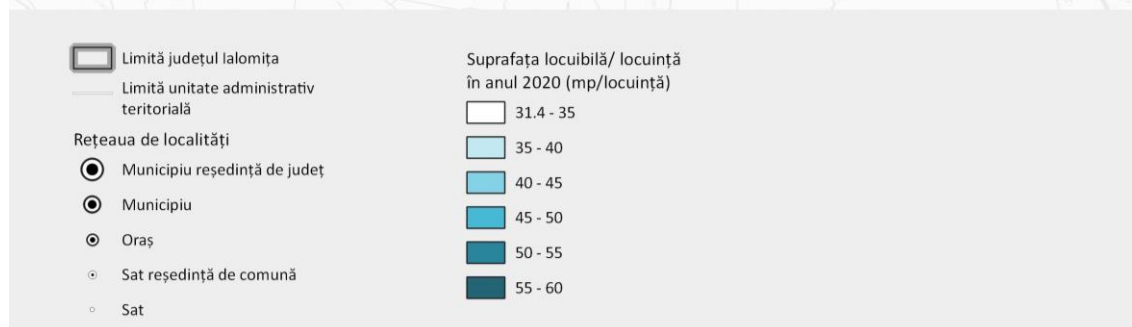 Limită județul Ialomița
Limită unitate administrativ
teritorială
Rețeaua de localități
Municipiu reședință de județ
Municipiu
Oraș
Sat reședință de comună
Sat
Suprafața locuibilă/ locuință
în anul 2020 (mp/locuință)
31.4 - 35
35 - 40
40 - 45
45 - 50
50 - 55
55 - 60